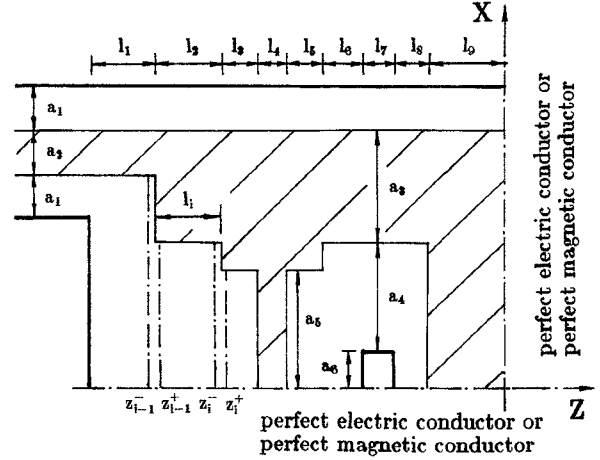 X
l₁ l₂ l₃ l₄ l₅ l₆ l₇ l₈ l₉
a₁
a₂
a₁
lᵢ
a₃
a₄
a₅
a₆
perfect electric conductor or
perfect magnetic conductor
z⁻ᵢ₋₁ z⁺ᵢ₋₁ z⁻ᵢ z⁺ᵢ
Z
perfect electric conductor or
perfect magnetic conductor